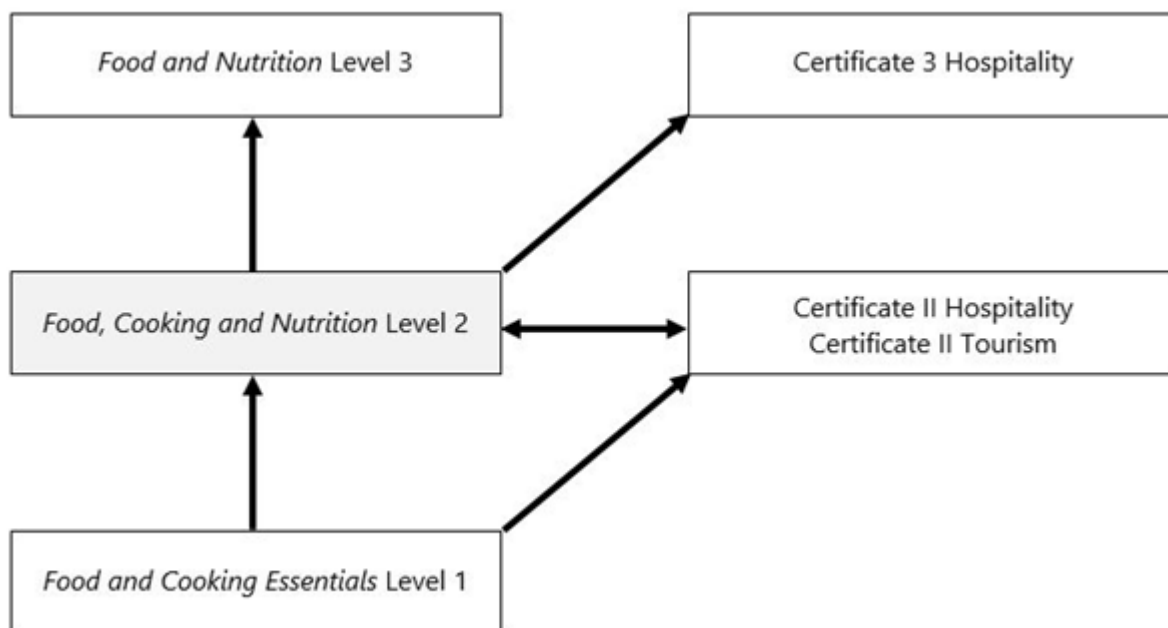 Food and Nutrition Level 3
Certificate 3 Hospitality
Food, Cooking and Nutrition Level 2
Certificate II Hospitality
Certificate II Tourism
Food and Cooking Essentials Level 1